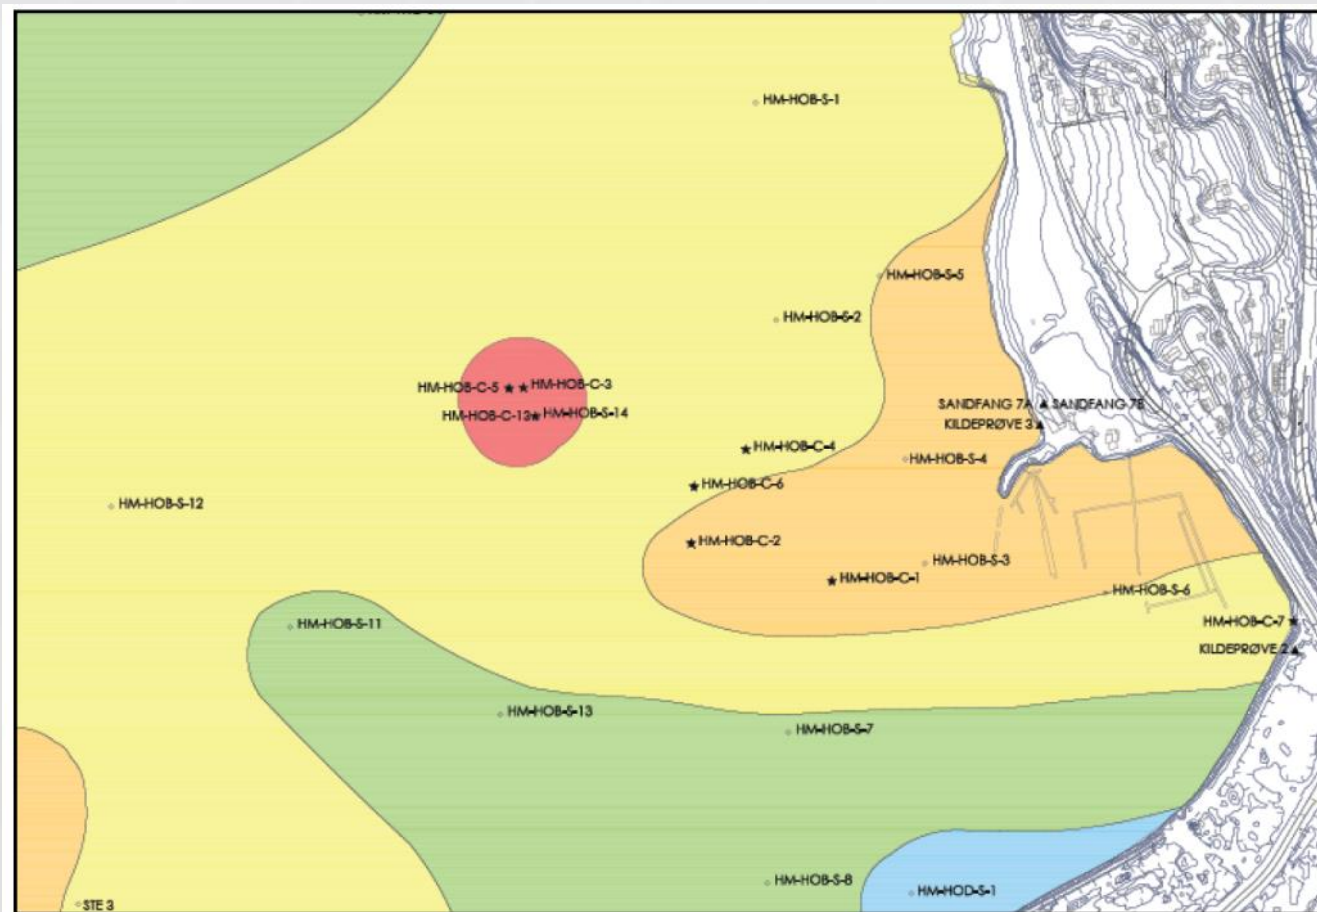 HM-HOB-S-1
HM-HOB-S-5
HM-HOB-S-2
HM-HOB-C-5
HM-HOB-C-3
HM-HOB-C-13
HM-HOB-S-14
SANDFANG 7A
SANDFANG 7B
KILDEPRØVE 3
HM-HOB-C-4
HM-HOB-S-4
HM-HOB-C-6
HM-HOB-S-12
HM-HOB-C-2
HM-HOB-S-3
HM-HOB-C-1
HM-HOB-S-6
HM-HOB-S-11
HM-HOB-C-7
KILDEPRØVE 2
HM-HOB-S-13
HM-HOB-S-7
HM-HOB-S-8
HM-HOD-S-1
STE 3